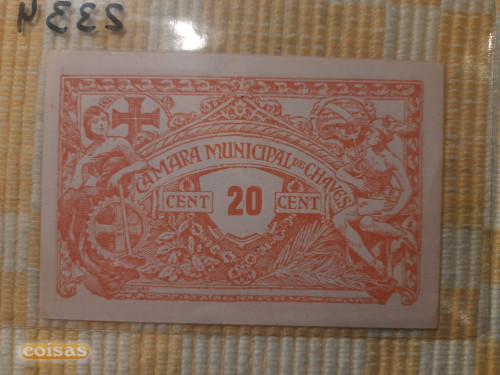 CAMARA MUNICIPAL DE CHAVES
CENT 20 CENT
coisas